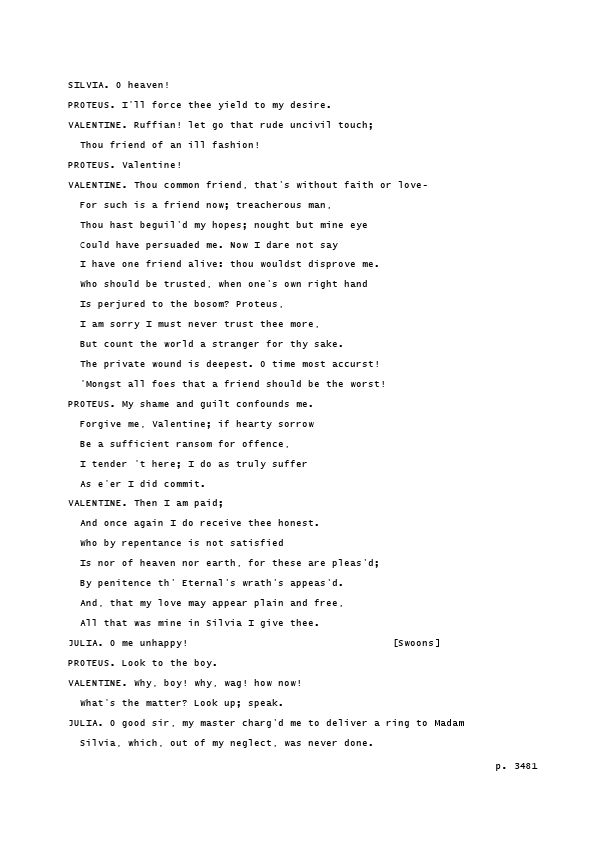 SILVIA. O heaven!
PROTEUS. I'll force thee yield to my desire.
VALENTINE. Ruffian! let go that rude uncivil touch;
Thou friend of an ill fashion!
PROTEUS. Valentine!
VALENTINE. Thou common friend, that's without faith or love-
For such is a friend now; treacherous man,
Thou hast beguil'd my hopes; nought but mine eye
Could have persuaded me. Now I dare not say
I have one friend alive: thou wouldst disprove me.
Who should be trusted, when one's own right hand
Is perjured to the bosom? Proteus,
I am sorry I must never trust thee more,
But count the world a stranger for thy sake.
The private wound is deepest. O time most accurst!
'Mongst all foes that a friend should be the worst!
PROTEUS. My shame and guilt confounds me.
Forgive me, Valentine; if hearty sorrow
Be a sufficient ransom for offence,
I tender 't here; I do as truly suffer
As e'er I did commit.
VALENTINE. Then I am paid;
And once again I do receive thee honest.
Who by repentance is not satisfied
Is nor of heaven nor earth, for these are pleas'd;
By penitence th' Eternal's wrath's appeas'd.
And, that my love may appear plain and free,
All that was mine in Silvia I give thee.
JULIA. O me unhappy! [Swoons]
PROTEUS. Look to the boy.
VALENTINE. Why, boy! why, wag! how now!
What's the matter? Look up; speak.
JULIA. O good sir, my master charg'd me to deliver a ring to Madam
Silvia, which, out of my neglect, was never done.
p. 3481